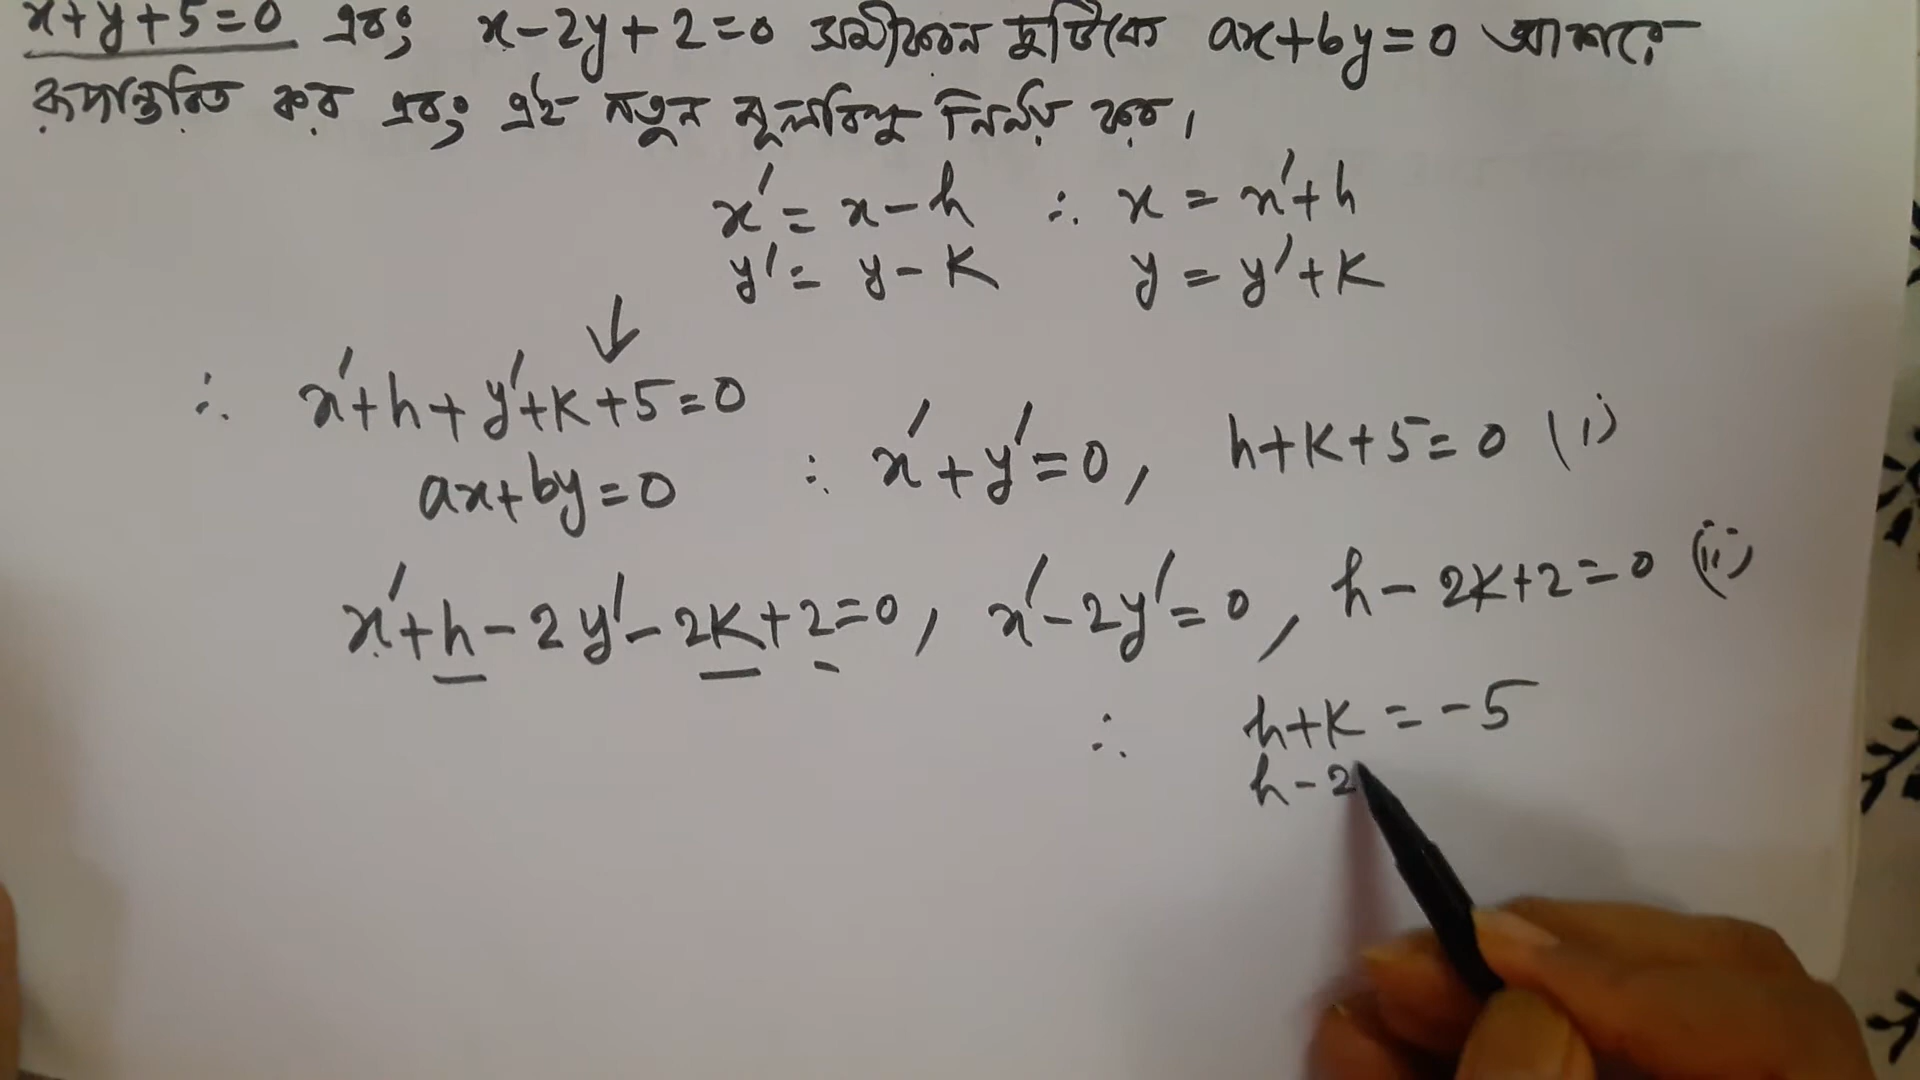 x+y+5=0 এবং x-2y+2=0 সমীকরন দুটিকে ax+by=0 আকারে
রূপান্তরিত কর এবং এই নতুন মূলবিন্দু নির্নয় কর।
x'= x-h ∴ x = x'+h
y'= y-k y = y'+k
↓
∴ x'+h+y'+k+5=0
ax+by=0 ∴ x'+y'=0, h+k+5=0 (i)
x'+h-2y'-2k+2=0, x'-2y'=0, h-2k+2=0 (ii)
∴ h+k = -5
h-2